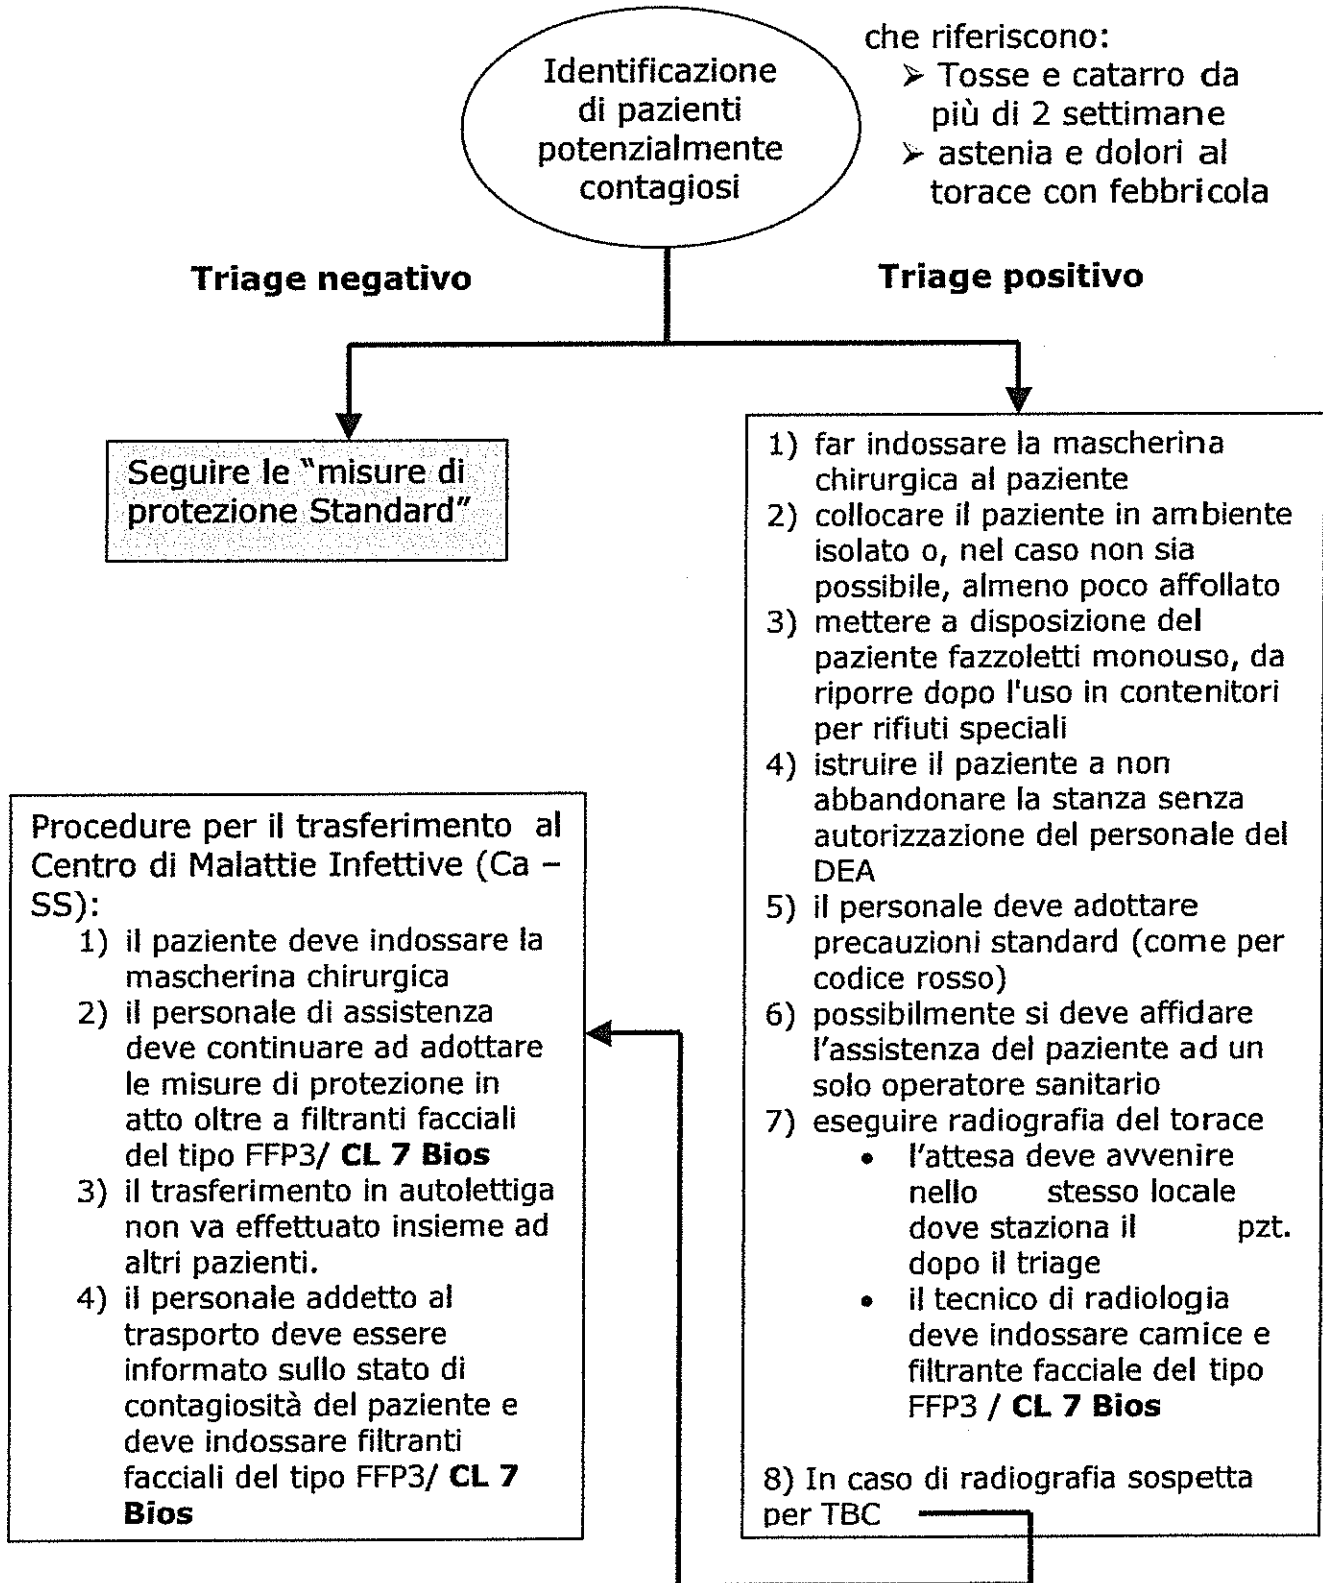 Identificazione
di pazienti
potenzialmente
contagiosi
che riferiscono:
➢ Tosse e catarro da
più di 2 settimane
➢ astenia e dolori al
torace con febbricola
Triage negativo
Triage positivo
Seguire le "misure di
protezione Standard"
1) far indossare la mascherina
chirurgica al paziente
2) collocare il paziente in ambiente
isolato o, nel caso non sia
possibile, almeno poco affollato
3) mettere a disposizione del
paziente fazzoletti monouso, da
riporre dopo l'uso in contenitori
per rifiuti speciali
4) istruire il paziente a non
abbandonare la stanza senza
autorizzazione del personale del
DEA
5) il personale deve adottare
precauzioni standard (come per
codice rosso)
6) possibilmente si deve affidare
l'assistenza del paziente ad un
solo operatore sanitario
7) eseguire radiografia del torace
• l'attesa deve avvenire
nello stesso locale
dove staziona il pzt.
dopo il triage
• il tecnico di radiologia
deve indossare camice e
filtrante facciale del tipo
FFP3 / CL 7 Bios
8) In caso di radiografia sospetta
per TBC
Procedure per il trasferimento al
Centro di Malattie Infettive (Ca –
SS):
1) il paziente deve indossare la
mascherina chirurgica
2) il personale di assistenza
deve continuare ad adottare
le misure di protezione in
atto oltre a filtranti facciali
del tipo FFP3/ CL 7 Bios
3) il trasferimento in autolettiga
non va effettuato insieme ad
altri pazienti.
4) il personale addetto al
trasporto deve essere
informato sullo stato di
contagiosità del paziente e
deve indossare filtranti
facciali del tipo FFP3/ CL 7
Bios